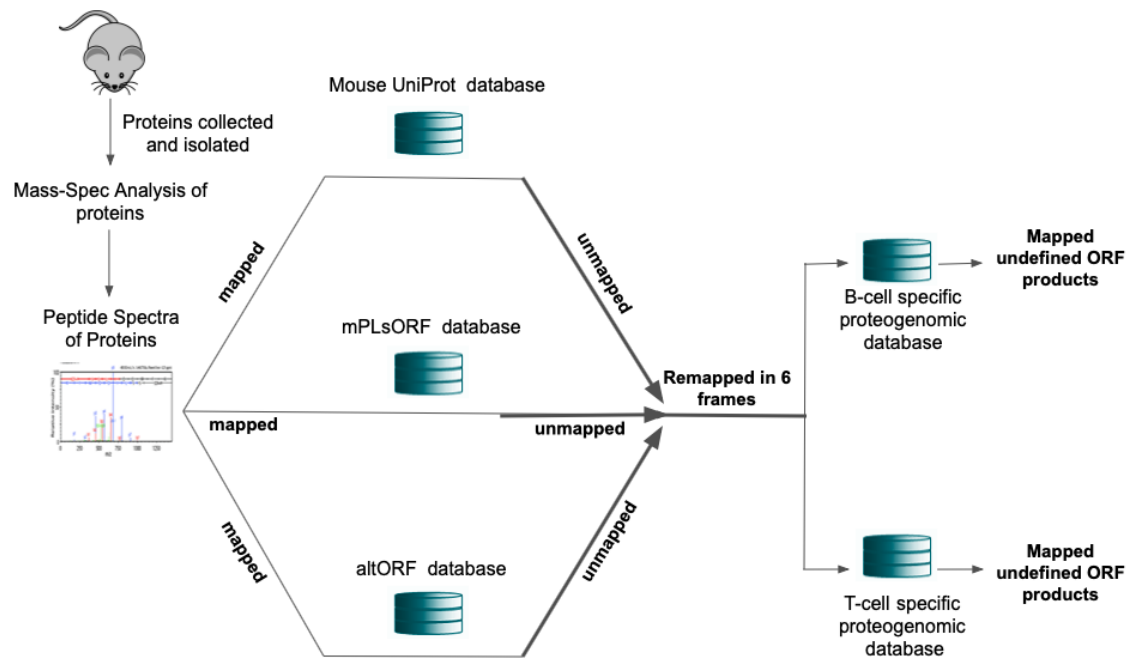 Mouse UniProt database
Proteins collected
and isolated
Mass-Spec Analysis of
proteins
Peptide Spectra
of Proteins
mapped
unmapped
mPLsORF database
mapped
unmapped
Remapped in 6
frames
altORF database
mapped
unmapped
B-cell specific
proteogenomic
database
Mapped
undefined ORF
products
T-cell specific
proteogenomic
database
Mapped
undefined ORF
products